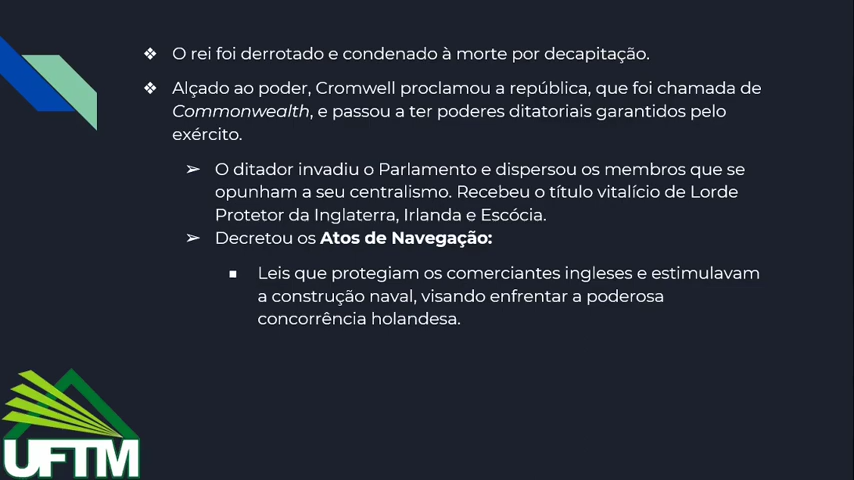 ❖ O rei foi derrotado e condenado à morte por decapitação.
❖ Alçado ao poder, Cromwell proclamou a república, que foi chamada de
Commonwealth, e passou a ter poderes ditatoriais garantidos pelo
exército.
➢ O ditador invadiu o Parlamento e dispersou os membros que se
opunham a seu centralismo. Recebeu o título vitalício de Lorde
Protetor da Inglaterra, Irlanda e Escócia.
➢ Decretou os Atos de Navegação:
■ Leis que protegiam os comerciantes ingleses e estimulavam
a construção naval, visando enfrentar a poderosa
concorrência holandesa.
UFTM